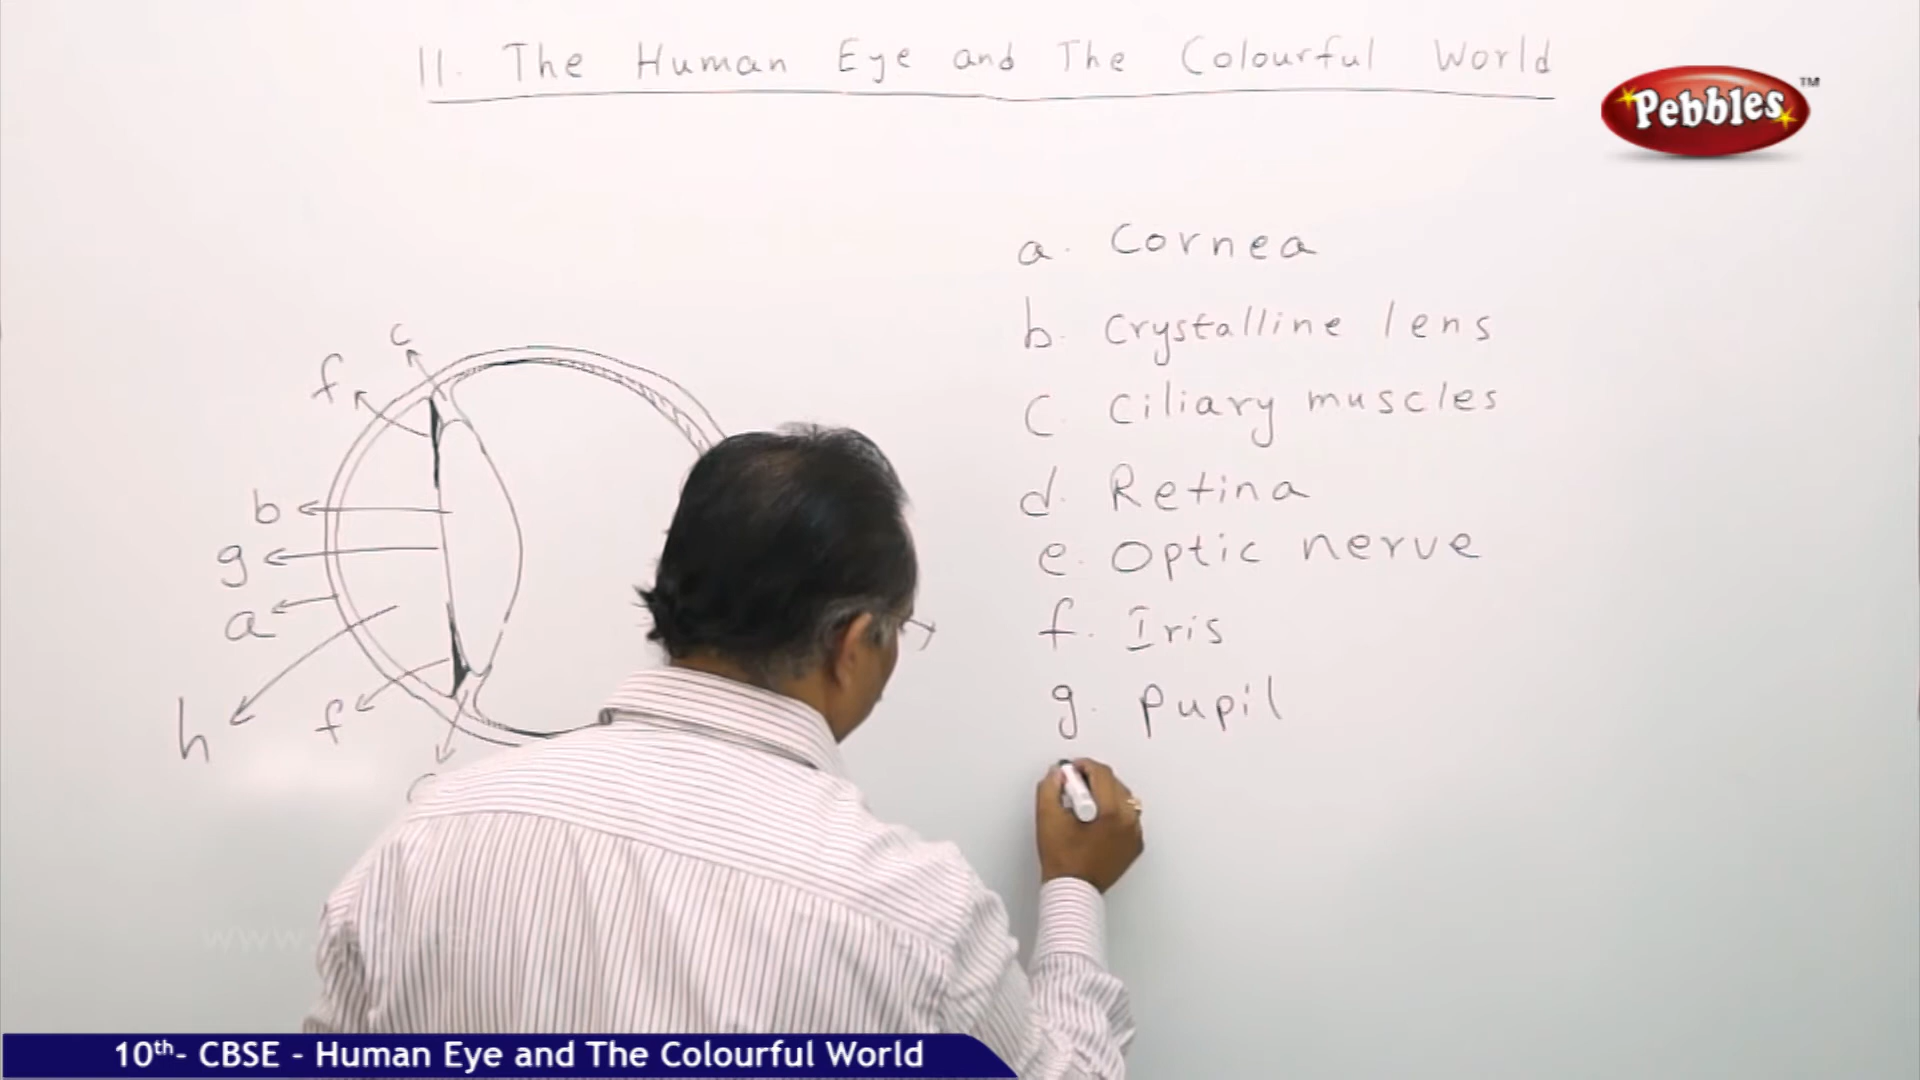 11. The Human Eye and The Colourful World
Pebbles TM
a. Cornea
b. Crystalline lens
c. Ciliary muscles
d. Retina
e. Optic nerve
f. Iris
g. Pupil
c
f
b
g
a
h
f
c
10th- CBSE - Human Eye and The Colourful World